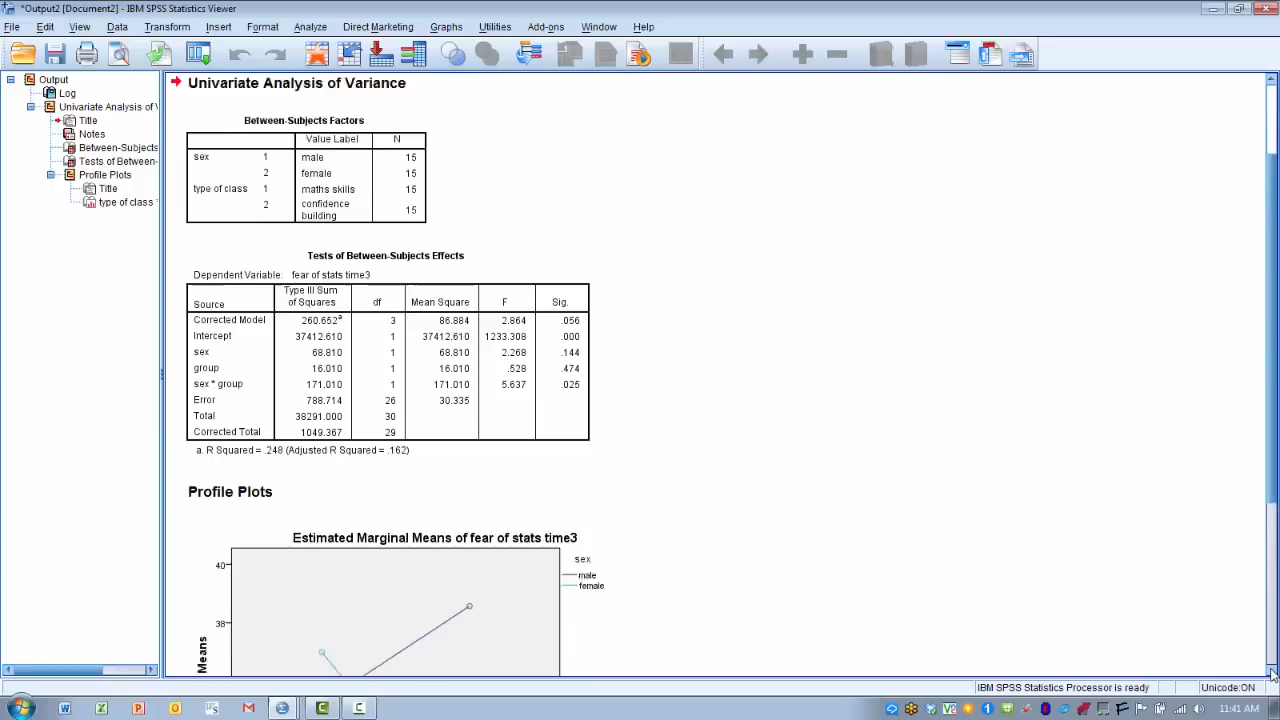 *Output2 [Document2] - IBM SPSS Statistics Viewer
File Edit View Data Transform Insert Format Analyze Direct Marketing Graphs Utilities Add-ons Window Help
Output
Log
Univariate Analysis of V
Title
Notes
Between-Subjects
Tests of Between-
Profile Plots
Title
type of class
Univariate Analysis of Variance
Between-Subjects Factors
Value Label N
sex 1 male 15
2 female 15
type of class 1 maths skills 15
2 confidence building 15
Tests of Between-Subjects Effects
Dependent Variable: fear of stats time3
Source Type III Sum of Squares df Mean Square F Sig.
Corrected Model 260.652a 3 86.884 2.864 .056
Intercept 37412.610 1 37412.610 1233.308 .000
sex 68.810 1 68.810 2.268 .144
group 16.010 1 16.010 .528 .474
sex * group 171.010 1 171.010 5.637 .025
Error 788.714 26 30.335
Total 38291.000 30
Corrected Total 1049.367 29
a. R Squared = .248 (Adjusted R Squared = .162)
Profile Plots
Estimated Marginal Means of fear of stats time3
sex
male
female
40
38
Means
IBM SPSS Statistics Processor is ready
Unicode:ON
11:41 AM